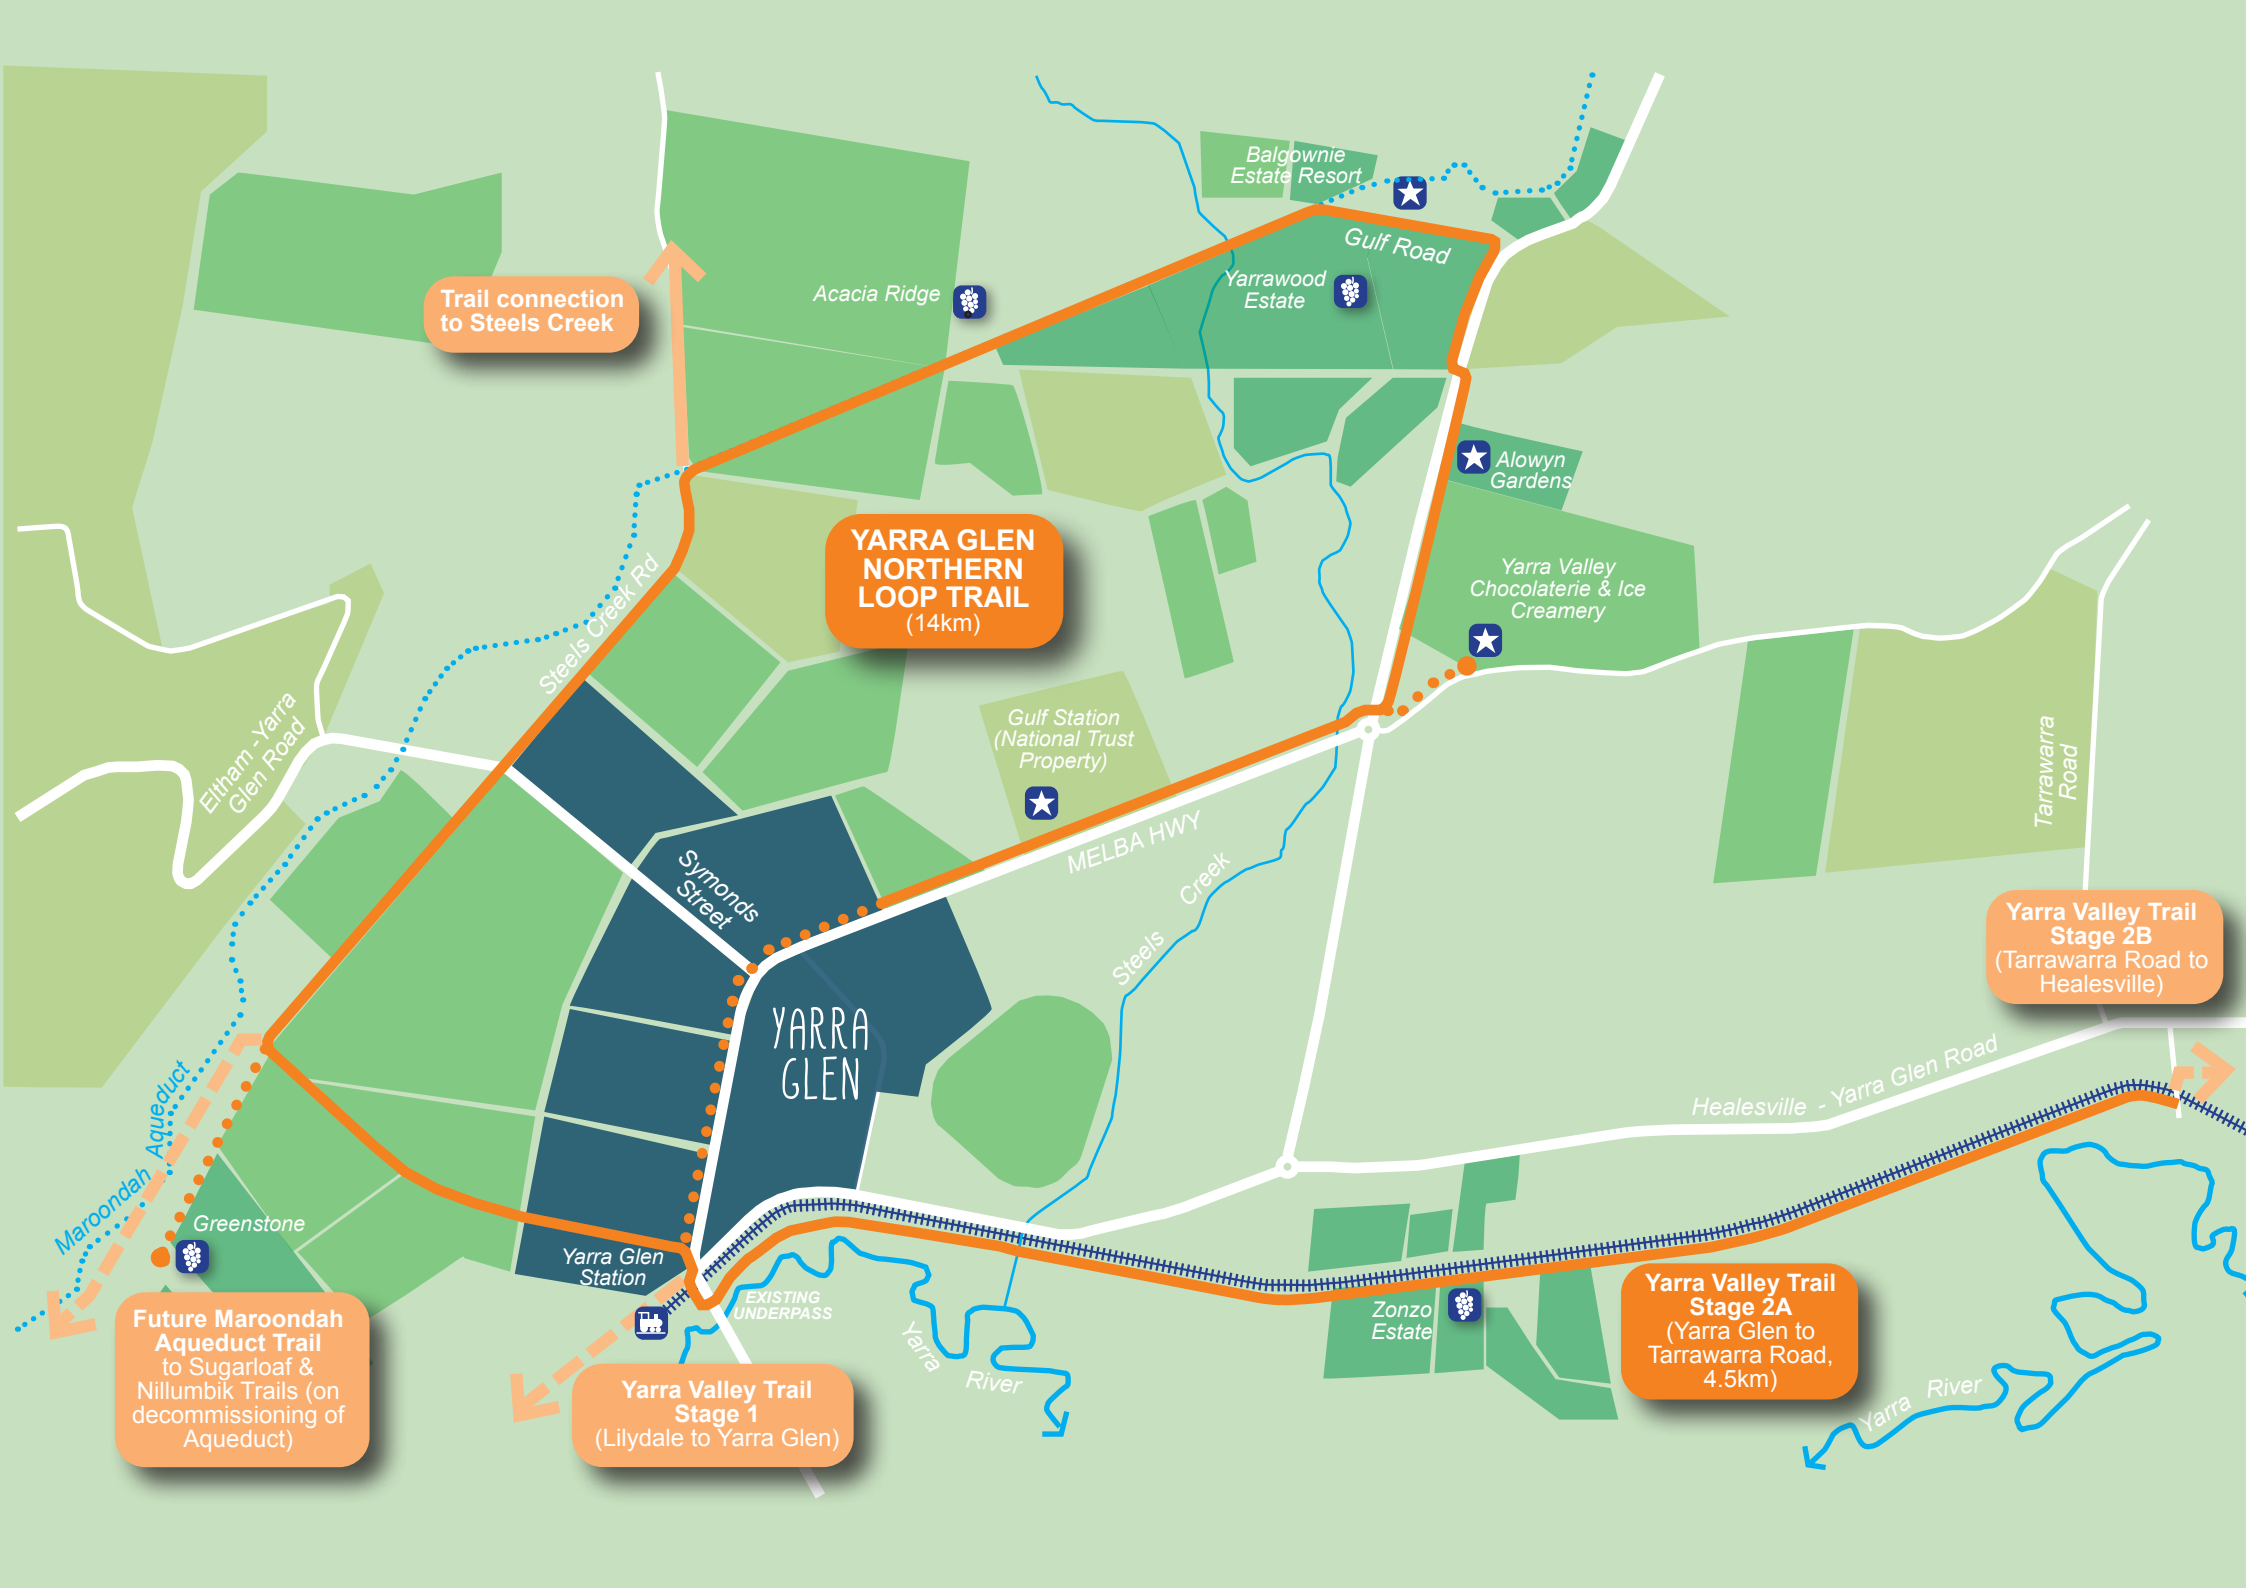 Balgownie
Estate Resort
Gulf Road
Yarrawood
Estate
Acacia Ridge
Trail connection
to Steels Creek
Alowyn
Gardens
YARRA GLEN
NORTHERN
LOOP TRAIL
(14km)
Yarra Valley
Chocolaterie & Ice
Creamery
Steels Creek Rd
Eltham -Yarra
Glen Road
Gulf Station
(National Trust
Property)
MELBA HWY
Tarrawarra
Road
Symonds
Street
Steels Creek
Yarra Valley Trail
Stage 2B
(Tarrawarra Road to
Healesville)
YARRA
GLEN
Healesville - Yarra Glen Road
Maroondah Aqueduct
Greenstone
Yarra Glen
Station
EXISTING
UNDERPASS
Zonzo
Estate
Yarra Valley Trail
Stage 2A
(Yarra Glen to
Tarrawarra Road,
4.5km)
Future Maroondah
Aqueduct Trail
to Sugarloaf &
Nillumbik Trails (on
decommissioning of
Aqueduct)
Yarra River
Yarra Valley Trail
Stage 1
(Lilydale to Yarra Glen)
Yarra River